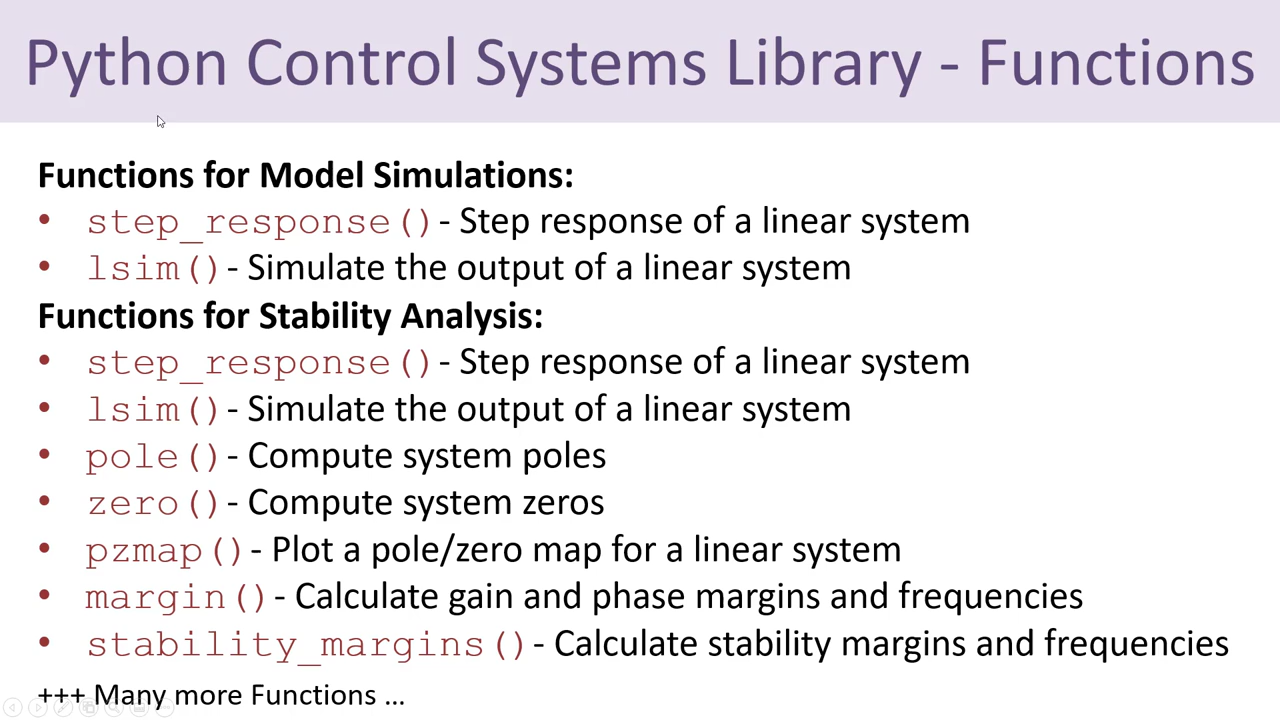 Python Control Systems Library - Functions
Functions for Model Simulations:
• step_response() - Step response of a linear system
• lsim() - Simulate the output of a linear system
Functions for Stability Analysis:
• step_response() - Step response of a linear system
• lsim() - Simulate the output of a linear system
• pole() - Compute system poles
• zero() - Compute system zeros
• pzmap() - Plot a pole/zero map for a linear system
• margin() - Calculate gain and phase margins and frequencies
• stability_margins() - Calculate stability margins and frequencies
+++ Many more Functions ...